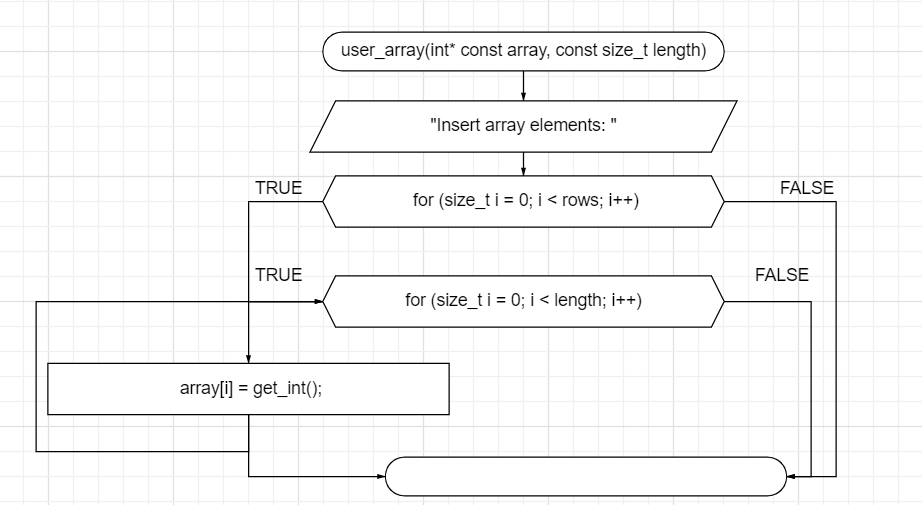 user_array(int* const array, const size_t length)
"Insert array elements: "
TRUE
for (size_t i = 0; i < rows; i++)
FALSE
TRUE
for (size_t i = 0; i < length; i++)
FALSE
array[i] = get_int();